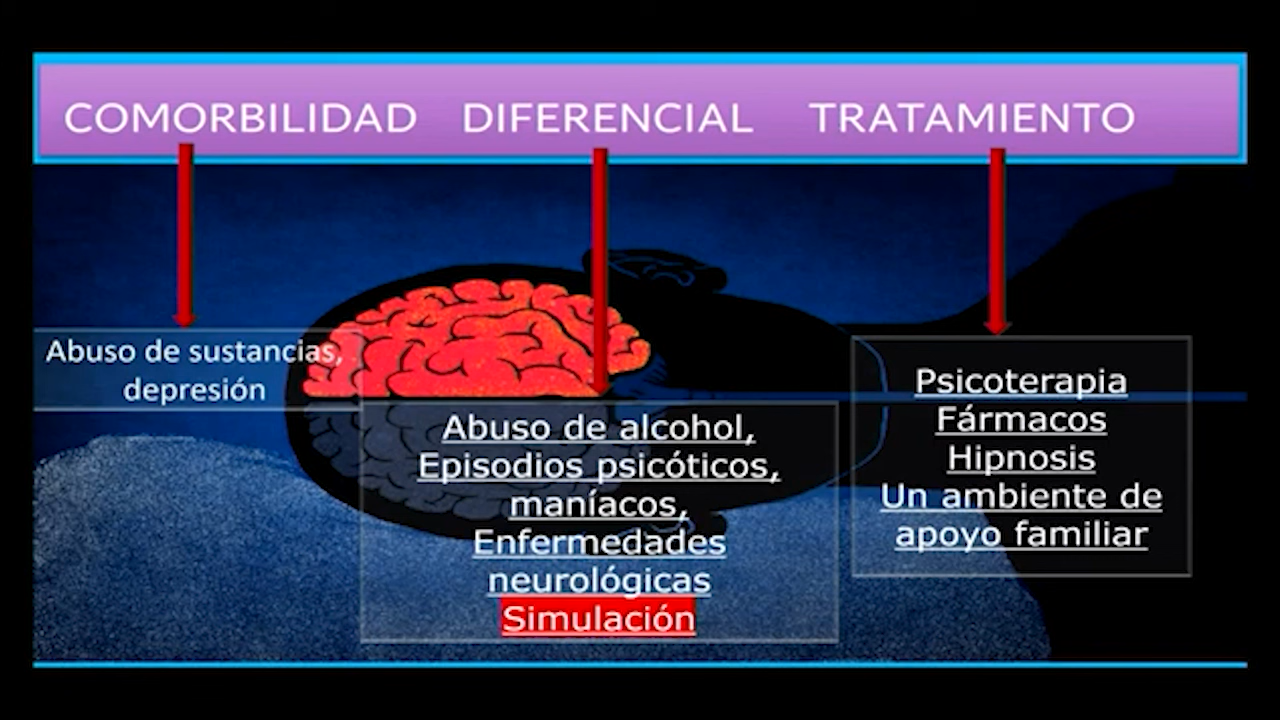 COMORBILIDAD DIFERENCIAL TRATAMIENTO
Abuso de sustancias,
depresión
Abuso de alcohol,
Episodios psicóticos,
maníacos,
Enfermedades
neurológicas
Simulación
Psicoterapia
Fármacos
Hipnosis
Un ambiente de
apoyo familiar